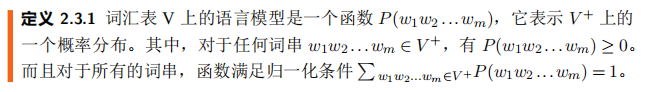 定义 2.3.1 词汇表 V 上的语言模型是一个函数 P(w₁w₂…wₘ)，它表示 V⁺ 上的
一个概率分布。其中，对于任何词串 w₁w₂…wₘ ∈ V⁺，有 P(w₁w₂…wₘ) ≥ 0。
而且对于所有的词串，函数满足归一化条件 ∑ w₁w₂…wₘ∈V⁺ P(w₁w₂…wₘ) = 1。